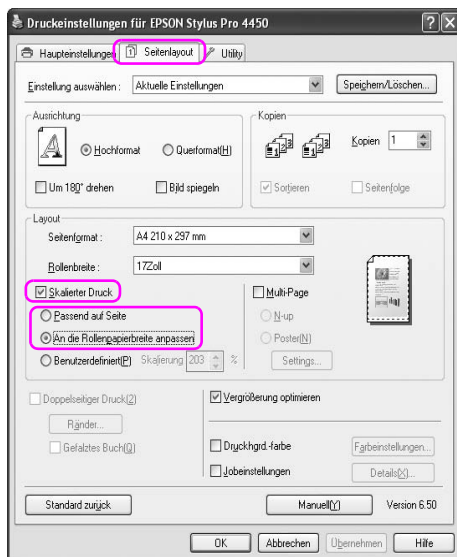 Druckeinstellungen für EPSON Stylus Pro 4450
Haupteinstellungen Seitenlayout Utility
Einstellung auswählen : Aktuelle Einstellungen Speichern/Löschen...
Ausrichtung
Kopien
A Hochformat Querformat(H)
Kopien 1
Um 180° drehen Bild spiegeln
Sortieren Seitenfolge
Layout
Seitenformat : A4 210 x 297 mm
Rollenbreite : 17Zoll
Skalierter Druck
Multi-Page
Passend auf Seite
N-up
An die Rollenpapierbreite anpassen
Poster(N)
Benutzerdefiniert(P) Skalierung 203 %
Settings...
Doppelseitiger Druck(2)
Vergrößerung optimieren
Ränder...
Gefalztes Buch(Q)
Druckhgrd.-farbe Farbeinstellungen...
Jobeinstellungen Details(X)...
Standard zurück Manuell(Y) Version 6.50
OK Abbrechen Übernehmen Hilfe